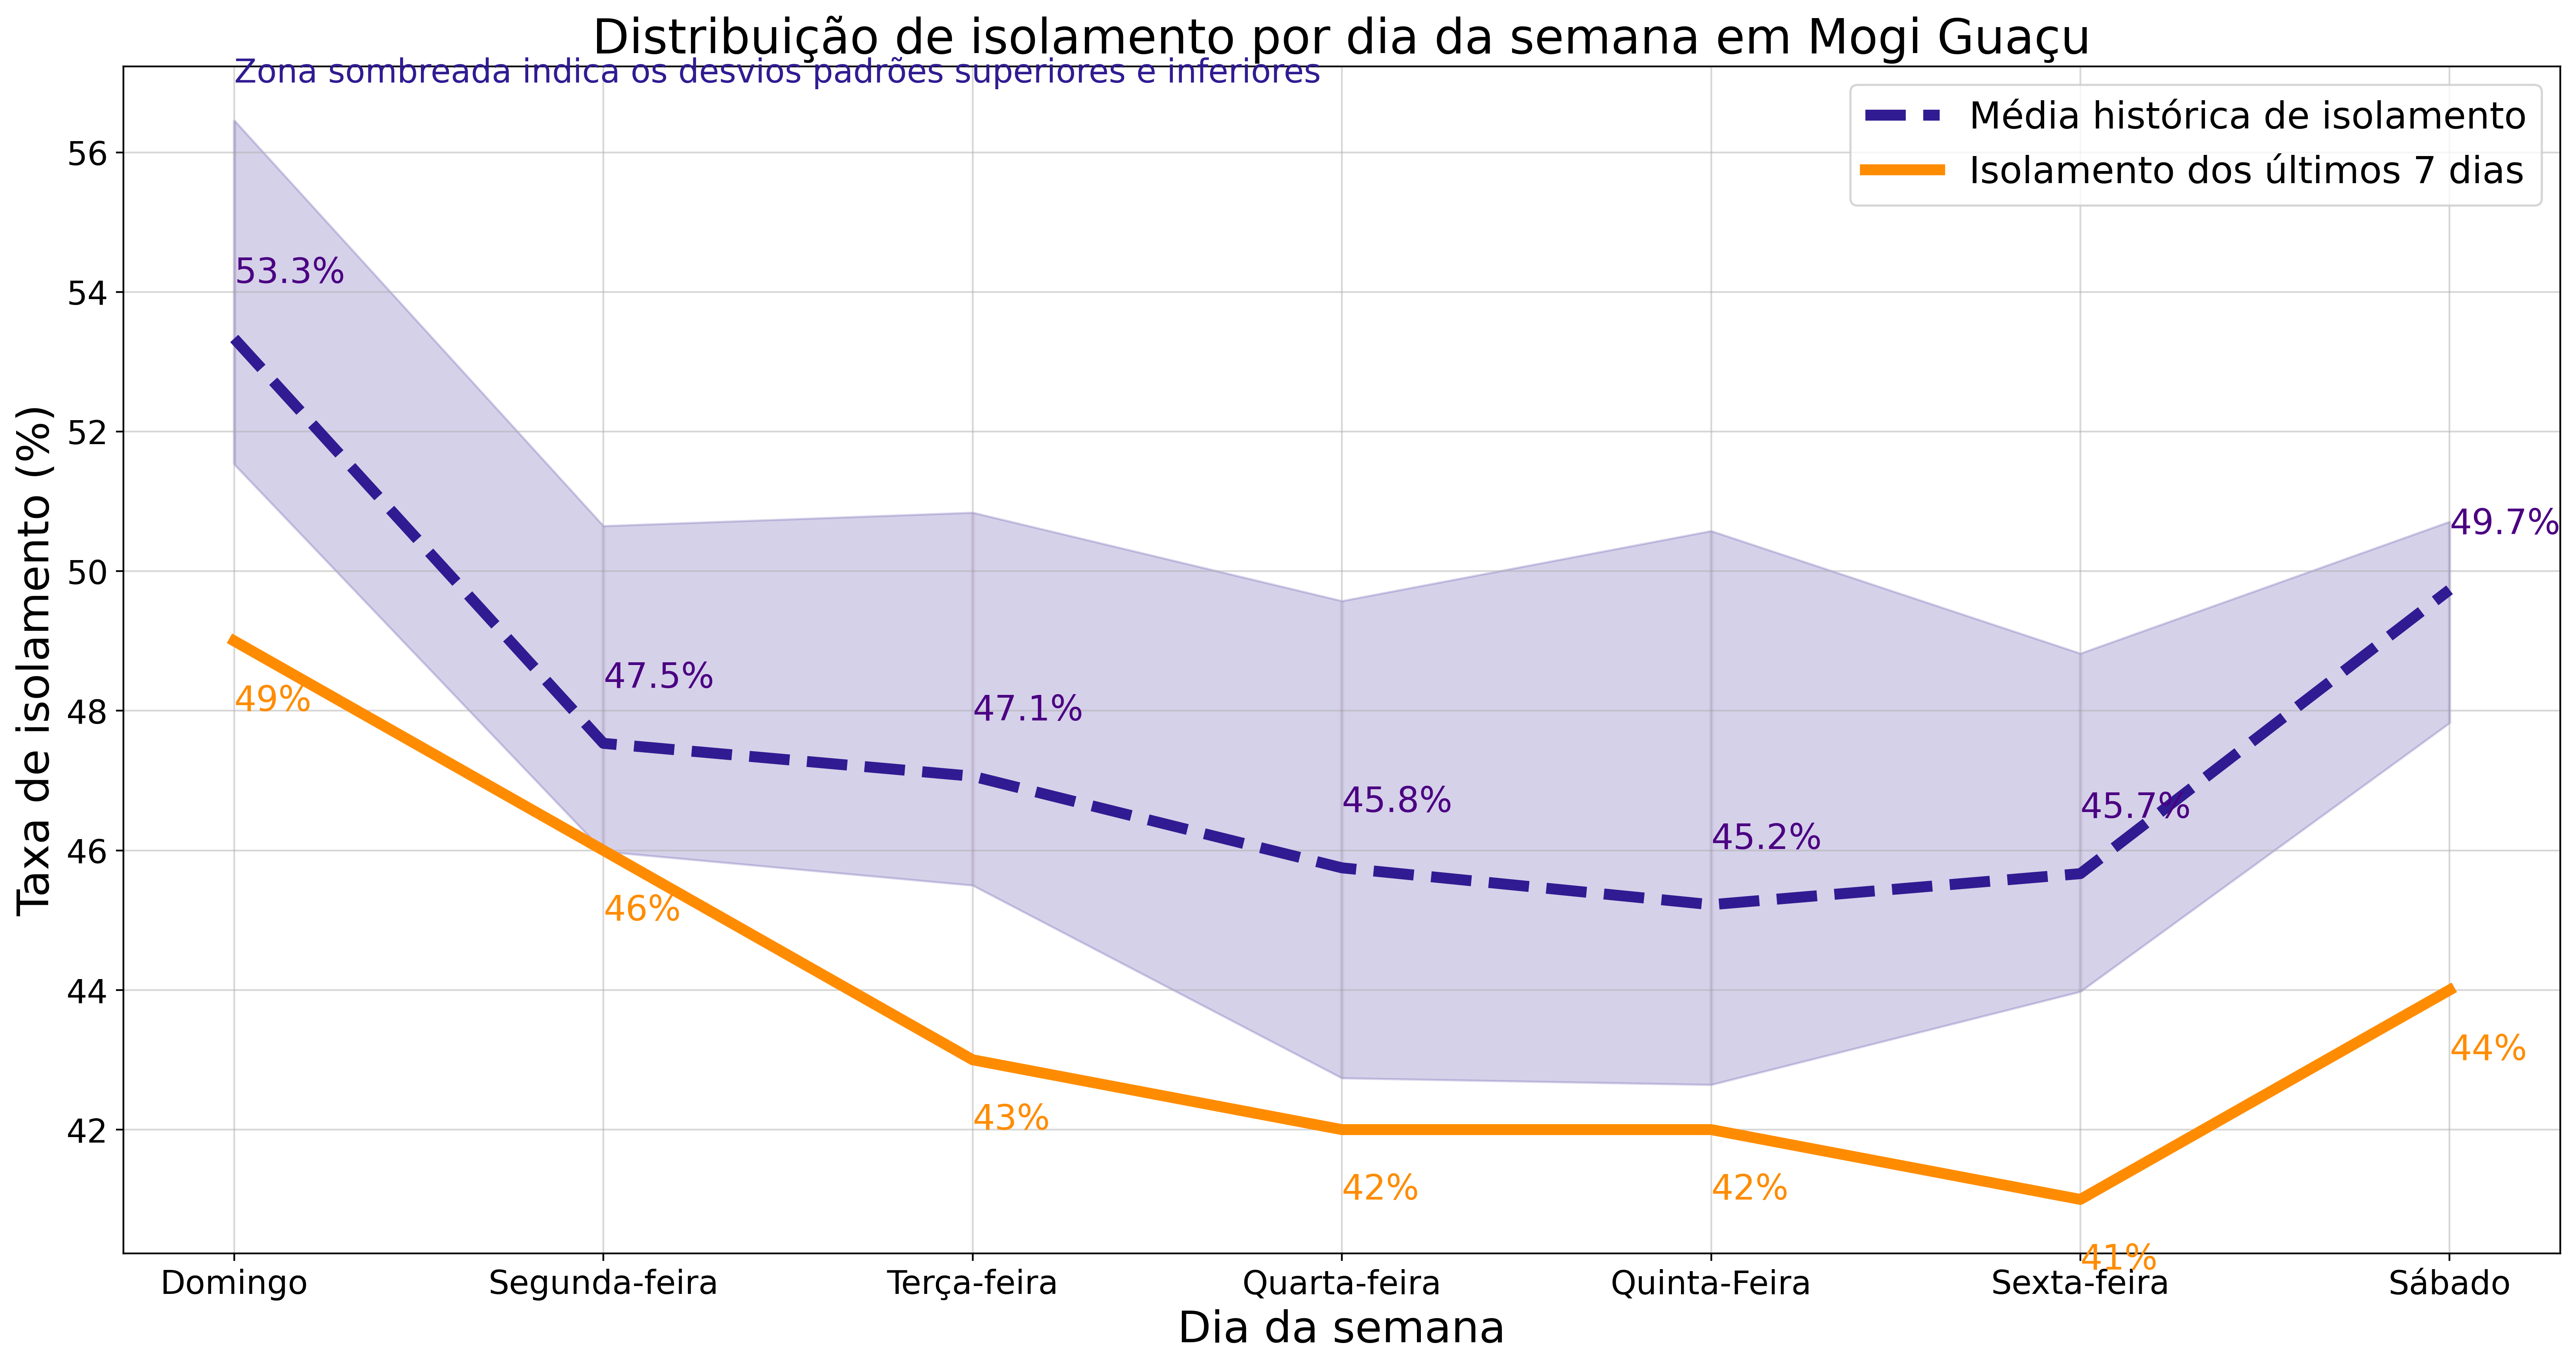 Distribuição de isolamento por dia da semana em Mogi Guaçu
Zona sombreada indica os desvios padrões superiores e inferiores
Média histórica de isolamento
Isolamento dos últimos 7 dias
Taxa de isolamento (%)
56
54
52
50
48
46
44
42
53.3%
47.5%
47.1%
45.8%
45.2%
45.7%
49.7%
49%
46%
43%
42%
42%
41%
44%
Domingo
Segunda-feira
Terça-feira
Quarta-feira
Quinta-Feira
Sexta-feira
Sábado
Dia da semana